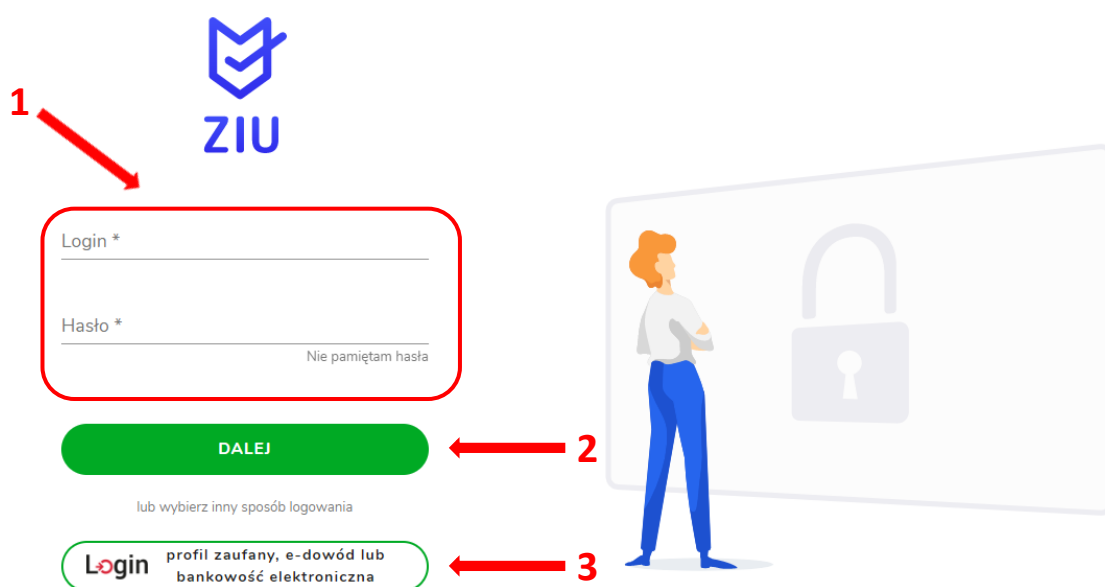 ZIU
1
Login *
Hasło *
Nie pamiętam hasła
DALEJ
2
lub wybierz inny sposób logowania
Login profil zaufany, e-dowód lub
bankowość elektroniczna
3